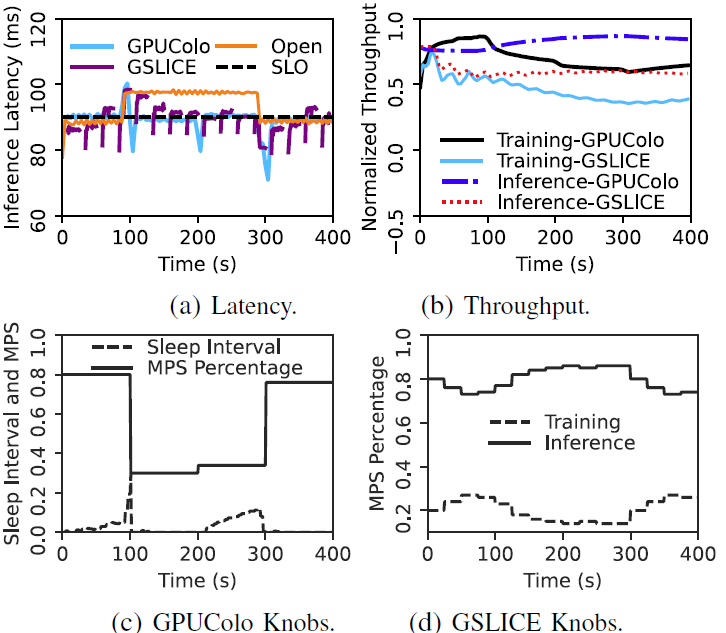 Inference Latency (ms)
120
100
80
60
GPUColo
GSLICE
Open
SLO
0 100 200 300 400
Time (s)
(a) Latency.
Normalized Throughput
1.0
0.5
0.0
−0.5
Training-GPUColo
Training-GSLICE
Inference-GPUColo
Inference-GSLICE
0 100 200 300 400
Time (s)
(b) Throughput.
Sleep Interval and MPS
1.0
0.8
0.6
0.4
0.2
0.0
Sleep Interval
MPS Percentage
0 100 200 300 400
Time (s)
(c) GPUColo Knobs.
MPS Percentage
1.0
0.8
0.6
0.4
0.2
Training
Inference
0 100 200 300 400
Time (s)
(d) GSLICE Knobs.